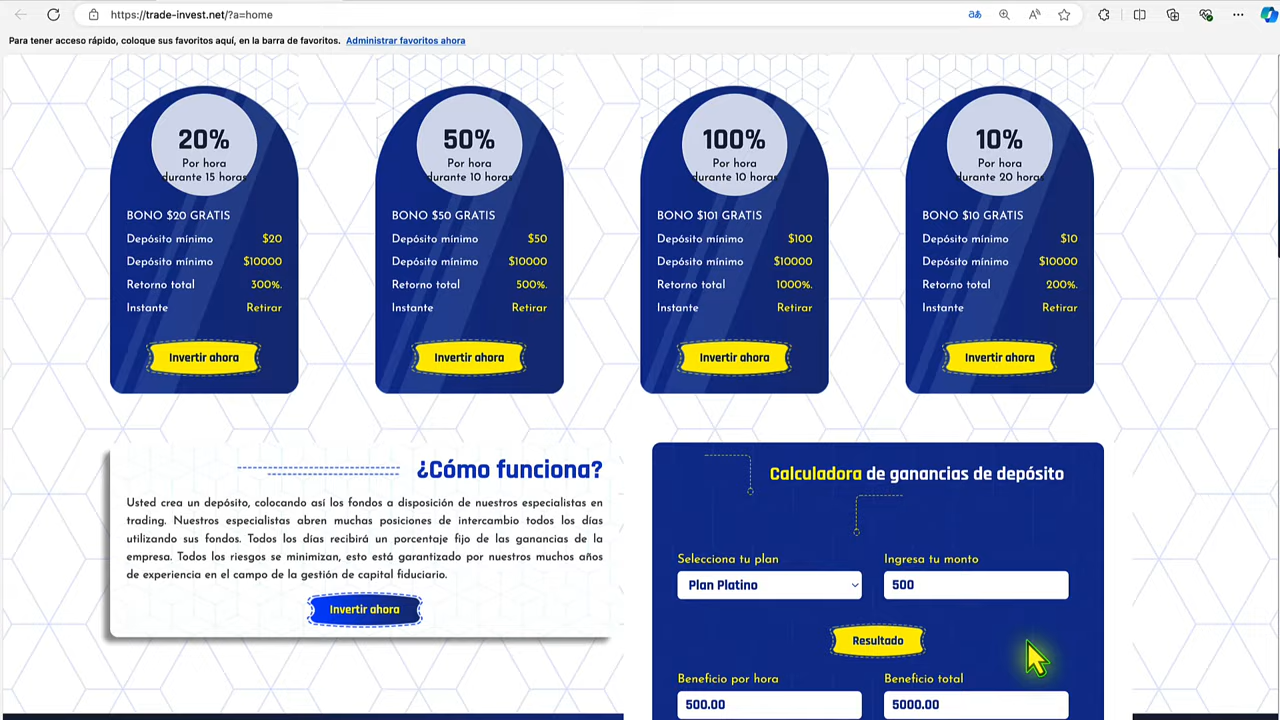 https://trade-invest.net/?a=home
Para tener acceso rápido, coloque sus favoritos aquí, en la barra de favoritos. Administrar favoritos ahora
20%
Por hora
durante 15 horas
BONO $20 GRATIS
Depósito mínimo $20
Depósito mínimo $10000
Retorno total 300%.
Instante Retirar
Invertir ahora
50%
Por hora
durante 10 horas
BONO $50 GRATIS
Depósito mínimo $50
Depósito mínimo $10000
Retorno total 500%.
Instante Retirar
Invertir ahora
100%
Por hora
durante 10 horas
BONO $101 GRATIS
Depósito mínimo $100
Depósito mínimo $10000
Retorno total 1000%.
Instante Retirar
Invertir ahora
10%
Por hora
durante 20 horas
BONO $10 GRATIS
Depósito mínimo $10
Depósito mínimo $10000
Retorno total 200%.
Instante Retirar
Invertir ahora
¿Cómo funciona?
Usted crea un depósito, colocando así los fondos a disposición de nuestros especialistas en
trading. Nuestros especialistas abren muchas posiciones de intercambio todos los días
utilizando sus fondos. Todos los días recibirá un porcentaje fijo de las ganancias de la
empresa. Todos los riesgos se minimizan, esto está garantizado por nuestros muchos años
de experiencia en el campo de la gestión de capital fiduciario.
Invertir ahora
Calculadora de ganancias de depósito
Selecciona tu plan Ingresa tu monto
Plan Platino 500
Resultado
Beneficio por hora Beneficio total
500.00 5000.00